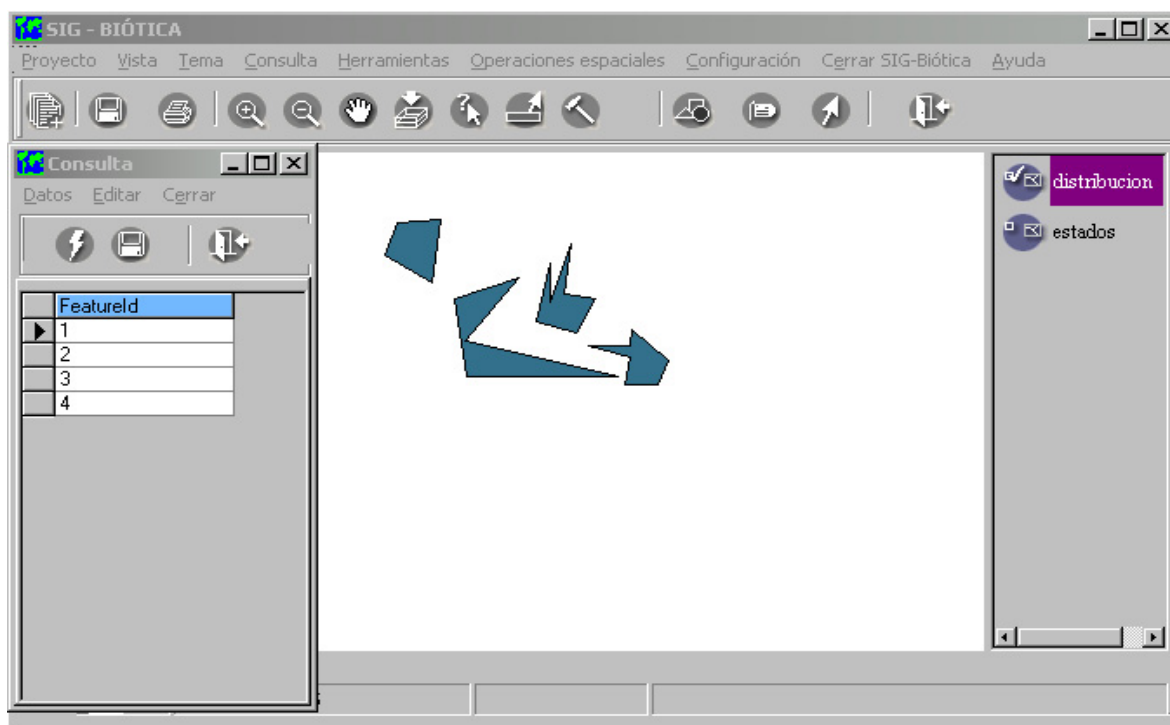 SIG - BIÓTICA
Proyecto Vista Tema Consulta Herramientas Operaciones espaciales Configuración Cerrar SIG-Biótica Ayuda
Consulta
Datos Editar Cerrar
FeatureId
1
2
3
4
distribucion
estados